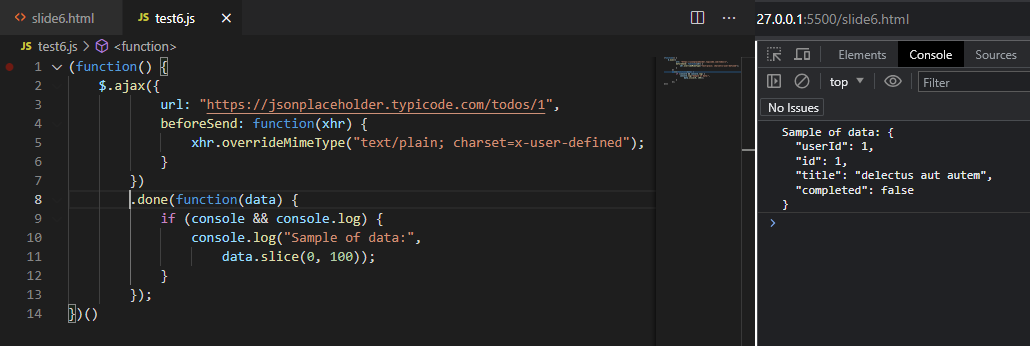 <> slide6.html
JS test6.js ×
JS test6.js > <function>
1 (function() {
2 $.ajax({
3 url: "https://jsonplaceholder.typicode.com/todos/1",
4 beforeSend: function(xhr) {
5 xhr.overrideMimeType("text/plain; charset=x-user-defined");
6 }
7 })
8 .done(function(data) {
9 if (console && console.log) {
10 console.log("Sample of data:",
11 data.slice(0, 100));
12 }
13 });
14 })()
27.0.0.1:5500/slide6.html
Elements Console Sources
top ▼ Filter
No Issues
Sample of data: {
"userId": 1,
"id": 1,
"title": "delectus aut autem",
"completed": false
}
>